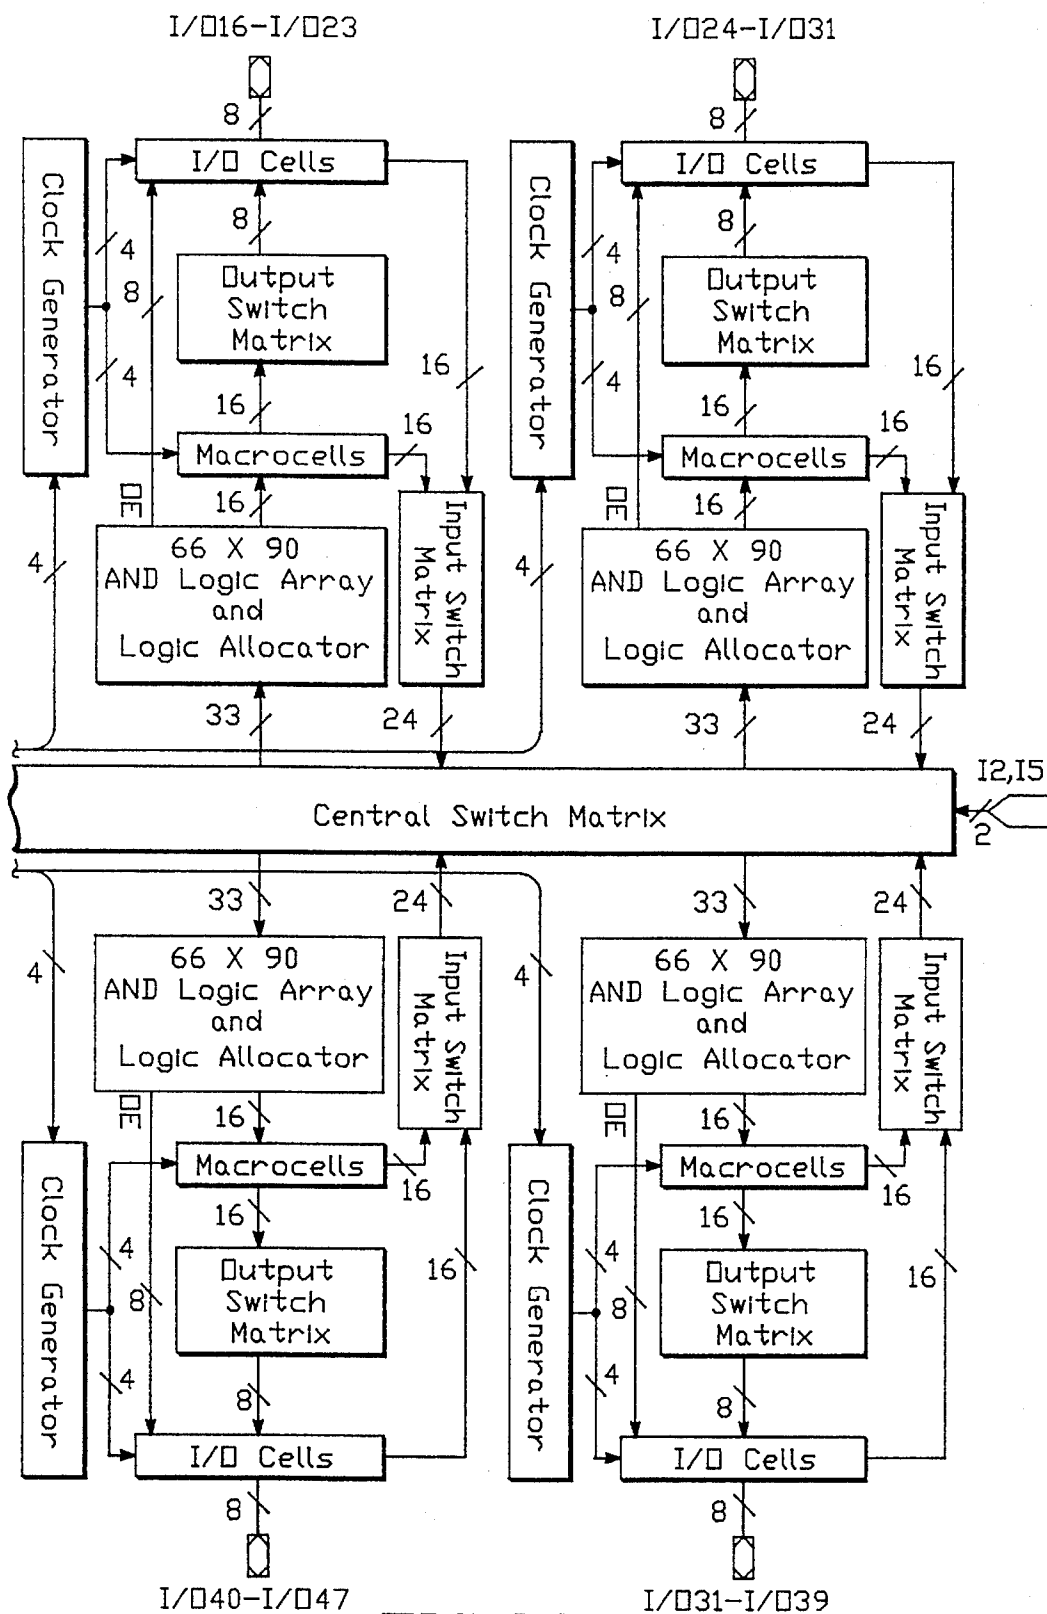 I/O16-I/O23
I/O24-I/O31
8
8
Clock Generator
I/O Cells
Clock Generator
I/O Cells
8
8
4
4
8
8
Output
Switch
Matrix
Output
Switch
Matrix
4
4
16
16
16
16
16
16
Macrocells
Macrocells
OE
16
OE
16
4
66 X 90
AND Logic Array
and
Logic Allocator
Input Switch
Matrix
4
66 X 90
AND Logic Array
and
Logic Allocator
Input Switch
Matrix
33
24
33
24
I2,I5
Central Switch Matrix
2
33
24
33
24
4
66 X 90
AND Logic Array
and
Logic Allocator
Input Switch
Matrix
4
66 X 90
AND Logic Array
and
Logic Allocator
Input Switch
Matrix
OE
16
OE
16
Clock Generator
Macrocells
16
Clock Generator
Macrocells
16
16
16
4
4
16
16
8
8
Output
Switch
Matrix
Output
Switch
Matrix
4
4
8
8
I/O Cells
I/O Cells
8
8
I/O40-I/O47
I/O31-I/O39